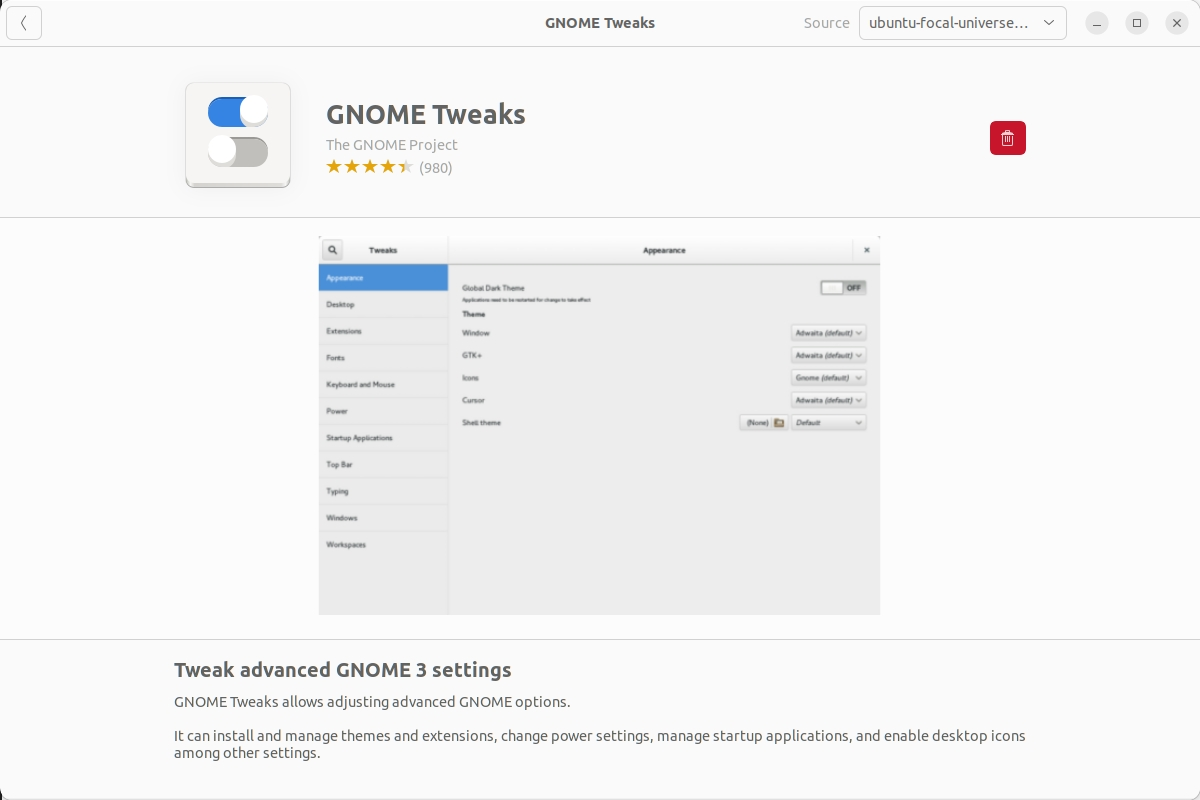 GNOME Tweaks
Source
ubuntu-focal-universe...
GNOME Tweaks
The GNOME Project
(980)
Tweaks
Appearance
Appearance
Desktop
Extensions
Fonts
Keyboard and Mouse
Power
Startup Applications
Top Bar
Typing
Windows
Workspaces
Global Dark Theme
OFF
Applications need to be restarted for change to take effect
Theme
Window
Adwaita (default)
GTK+
Adwaita (default)
Icons
Gnome (default)
Cursor
Adwaita (default)
Shell theme
(None)
Default
Tweak advanced GNOME 3 settings
GNOME Tweaks allows adjusting advanced GNOME options.
It can install and manage themes and extensions, change power settings, manage startup applications, and enable desktop icons
among other settings.